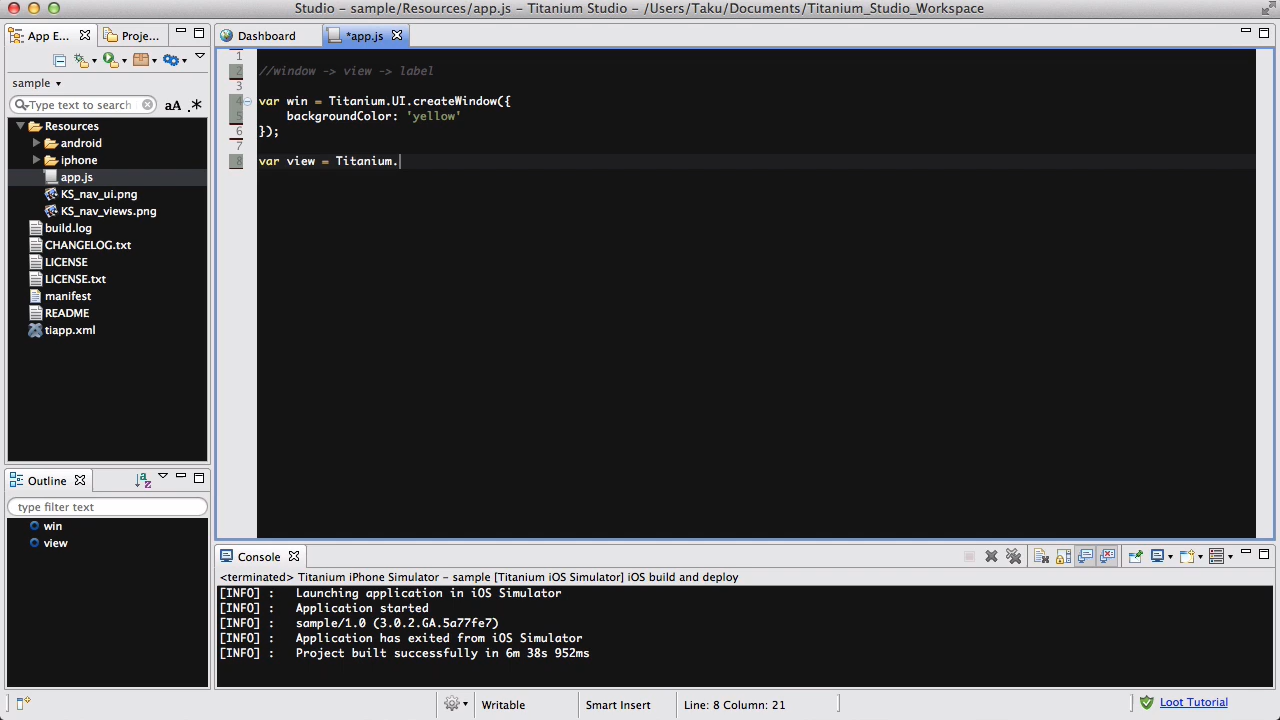 Studio - sample/Resources/app.js - Titanium Studio - /Users/Taku/Documents/Titanium_Studio_Workspace
App E...
Proje...
sample
Type text to search
aA .*
Resources
android
iphone
app.js
KS_nav_ui.png
KS_nav_views.png
build.log
CHANGELOG.txt
LICENSE
LICENSE.txt
manifest
README
tiapp.xml
Outline
type filter text
win
view
Dashboard
*app.js
1
2 //window -> view -> label
3
4 var win = Titanium.UI.createWindow({
5 backgroundColor: 'yellow'
6 });
7
8 var view = Titanium.
Console
<terminated> Titanium iPhone Simulator - sample [Titanium iOS Simulator] iOS build and deploy
[INFO] : Launching application in iOS Simulator
[INFO] : Application started
[INFO] : sample/1.0 (3.0.2.GA.5a77fe7)
[INFO] : Application has exited from iOS Simulator
[INFO] : Project built successfully in 6m 38s 952ms
Writable
Smart Insert
Line: 8 Column: 21
Loot Tutorial